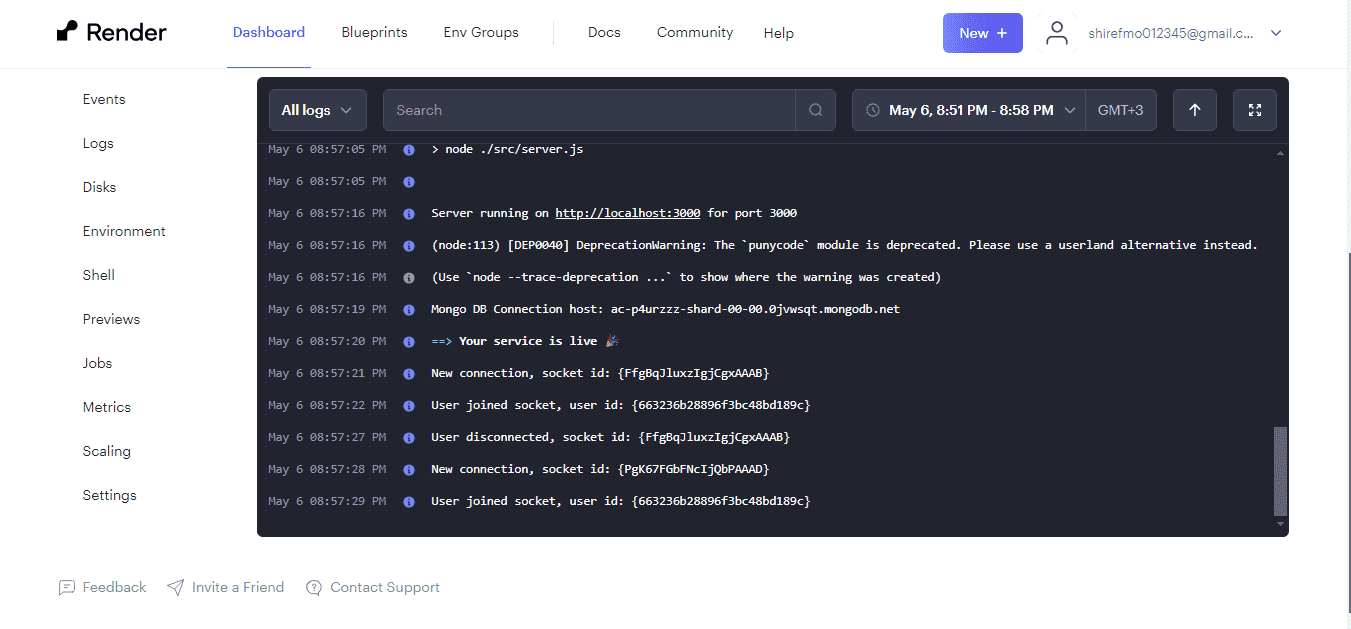 Render Dashboard Blueprints Env Groups Docs Community Help New + shirefmo012345@gmail.c...
Events
Logs
Disks
Environment
Shell
Previews
Jobs
Metrics
Scaling
Settings
All logs Search May 6, 8:51 PM - 8:58 PM GMT+3
May 6 08:57:05 PM > node ./src/server.js
May 6 08:57:05 PM
May 6 08:57:16 PM Server running on http://localhost:3000 for port 3000
May 6 08:57:16 PM (node:113) [DEP0040] DeprecationWarning: The `punycode` module is deprecated. Please use a userland alternative instead.
May 6 08:57:16 PM (Use `node --trace-deprecation ...` to show where the warning was created)
May 6 08:57:19 PM Mongo DB Connection host: ac-p4urzzz-shard-00-00.0jvwsqt.mongodb.net
May 6 08:57:20 PM ==> Your service is live 🎉
May 6 08:57:21 PM New connection, socket id: {FfgBqJluxzIgjCgxAAAB}
May 6 08:57:22 PM User joined socket, user id: {663236b28896f3bc48bd189c}
May 6 08:57:27 PM User disconnected, socket id: {FfgBqJluxzIgjCgxAAAB}
May 6 08:57:28 PM New connection, socket id: {PgK67FGbFNcIjQbPAAAD}
May 6 08:57:29 PM User joined socket, user id: {663236b28896f3bc48bd189c}
Feedback Invite a Friend Contact Support